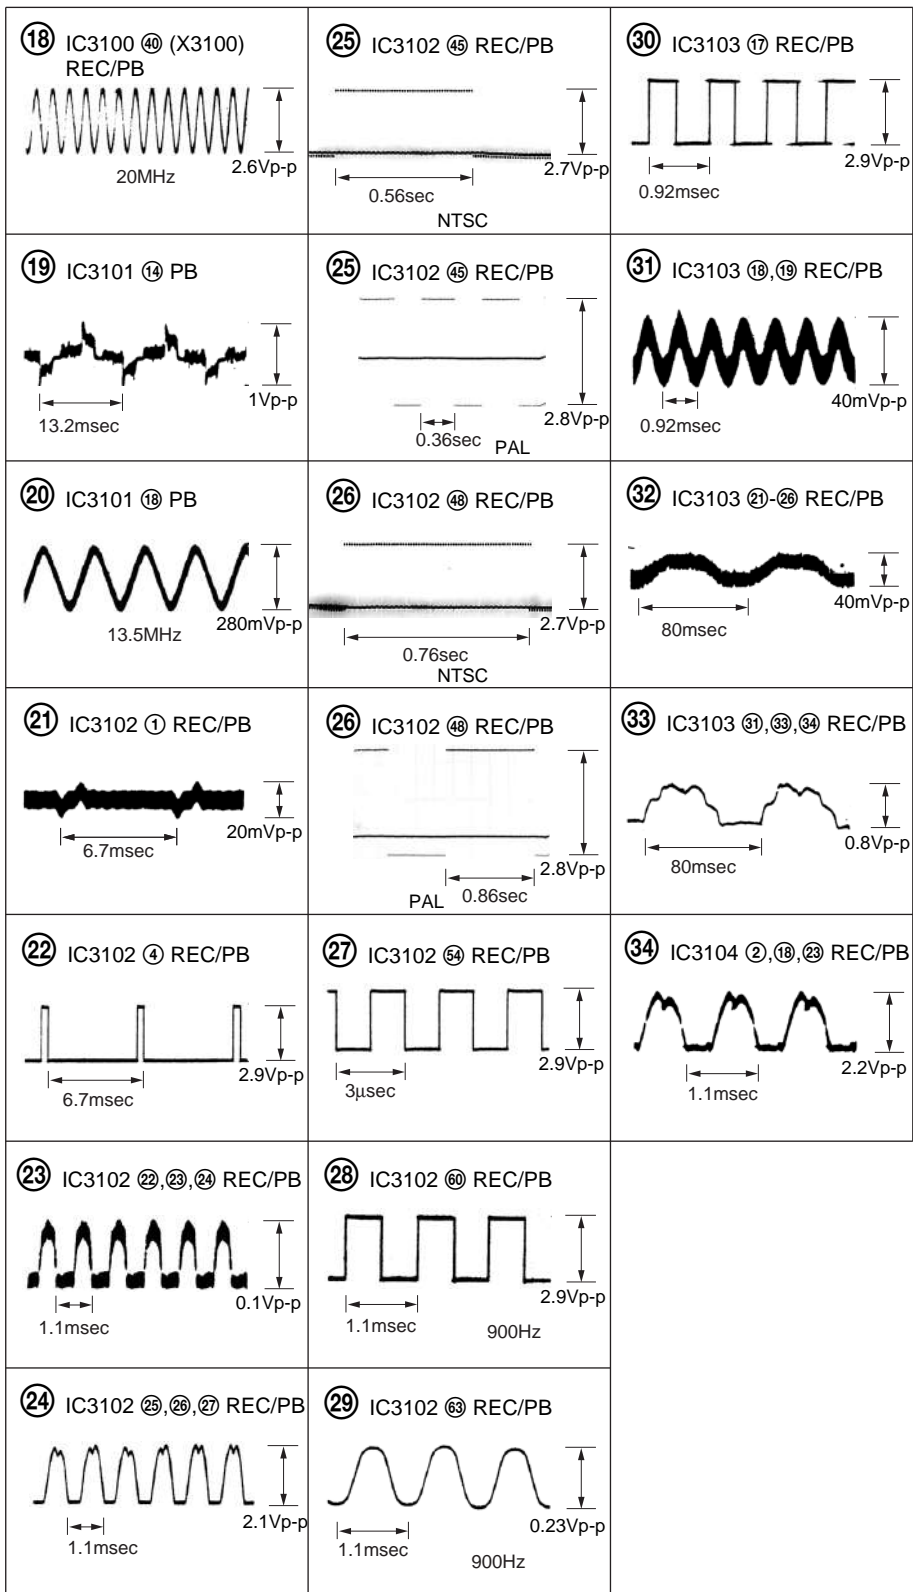 ⑱ IC3100 ㊵ (X3100)
REC/PB
2.6Vp-p
20MHz
⑲ IC3101 ⑭ PB
1Vp-p
13.2msec
⑳ IC3101 ⑱ PB
280mVp-p
13.5MHz
㉑ IC3102 ① REC/PB
20mVp-p
6.7msec
㉒ IC3102 ④ REC/PB
2.9Vp-p
6.7msec
㉓ IC3102 ㉒,㉓,㉔ REC/PB
0.1Vp-p
1.1msec
㉔ IC3102 ㉕,㉖,㉗ REC/PB
2.1Vp-p
1.1msec
㉕ IC3102 ㊺ REC/PB
2.7Vp-p
0.56sec
NTSC
㉕ IC3102 ㊺ REC/PB
2.8Vp-p
0.36sec
PAL
㉖ IC3102 ㊽ REC/PB
2.7Vp-p
0.76sec
NTSC
㉖ IC3102 ㊽ REC/PB
2.8Vp-p
PAL 0.86sec
㉗ IC3102 54 REC/PB
2.9Vp-p
3µsec
㉘ IC3102 60 REC/PB
2.9Vp-p
1.1msec
900Hz
㉙ IC3102 63 REC/PB
0.23Vp-p
1.1msec
900Hz
㉚ IC3103 ⑰ REC/PB
2.9Vp-p
0.92msec
㉛ IC3103 ⑱,⑲ REC/PB
40mVp-p
0.92msec
㉜ IC3103 ㉑-㉖ REC/PB
40mVp-p
80msec
㉝ IC3103 ㉛,㉝,㉞ REC/PB
0.8Vp-p
80msec
㉞ IC3104 ②,⑱,㉓ REC/PB
2.2Vp-p
1.1msec